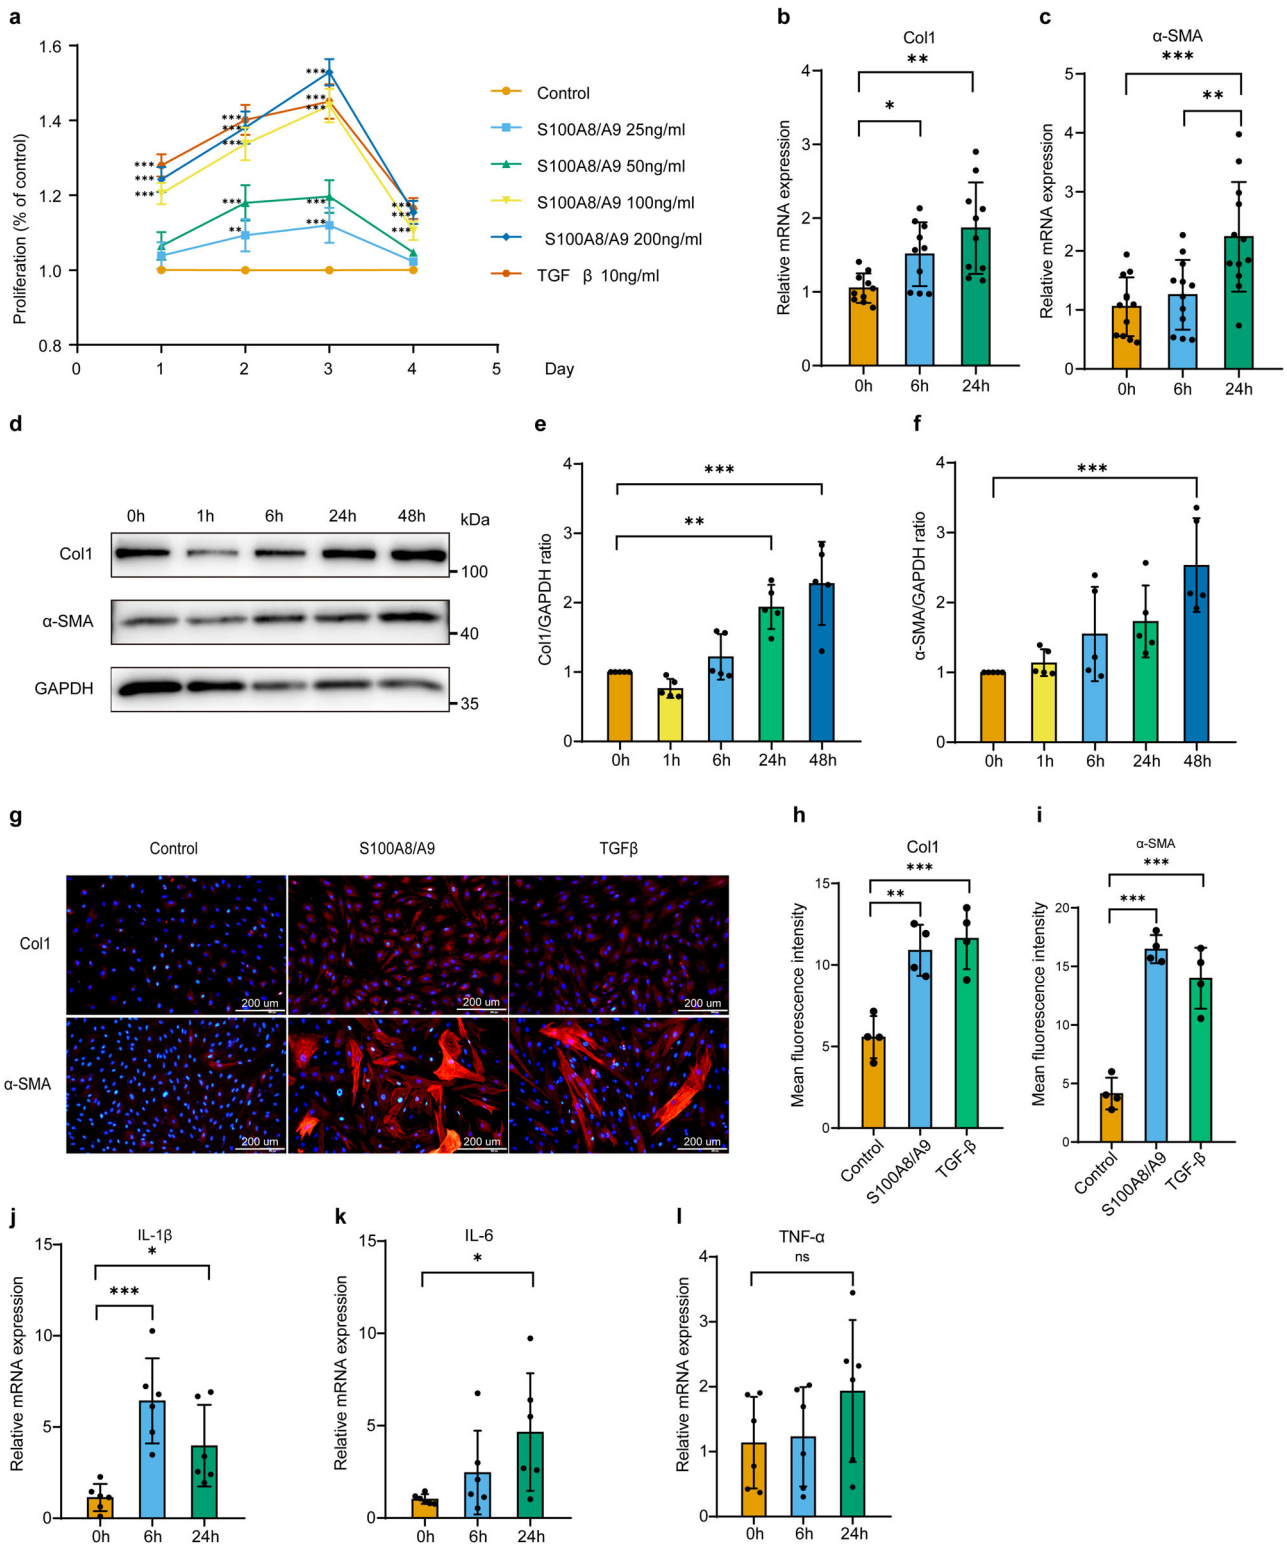 a
1.6
1.4
1.2
1.0
0.8
Proliferation (% of control)
0
1
2
3
4
5
Day
***
***
***
***
***
***
***
**
***
***
***
***
***
***
***
***
Control
S100A8/A9 25ng/ml
S100A8/A9 50ng/ml
S100A8/A9 100ng/ml
S100A8/A9 200ng/ml
TGF β 10ng/ml
b
Col1
**
*
4
3
2
1
0
Relative mRNA expression
0h 6h 24h
c
α-SMA
***
**
5
4
3
2
1
0
Relative mRNA expression
0h 6h 24h
d
0h 1h 6h 24h 48h kDa
Col1
100
α-SMA
40
GAPDH
35
e
***
**
4
3
2
1
0
Col1/GAPDH ratio
0h 1h 6h 24h 48h
f
***
4
3
2
1
0
α-SMA/GAPDH ratio
0h 1h 6h 24h 48h
g
Control S100A8/A9 TGFβ
Col1
200 um 200 um 200 um
α-SMA
200 um 200 um 200 um
h
Col1
***
**
15
10
5
0
Mean fluorescence intensity
Control S100A8/A9 TGF-β
i
α-SMA
***
***
20
15
10
5
0
Mean fluorescence intensity
Control S100A8/A9 TGF-β
j
IL-1β
*
***
15
10
5
0
Relative mRNA expression
0h 6h 24h
k
IL-6
*
15
10
5
0
Relative mRNA expression
0h 6h 24h
l
TNF-α
ns
4
3
2
1
0
Relative mRNA expression
0h 6h 24h